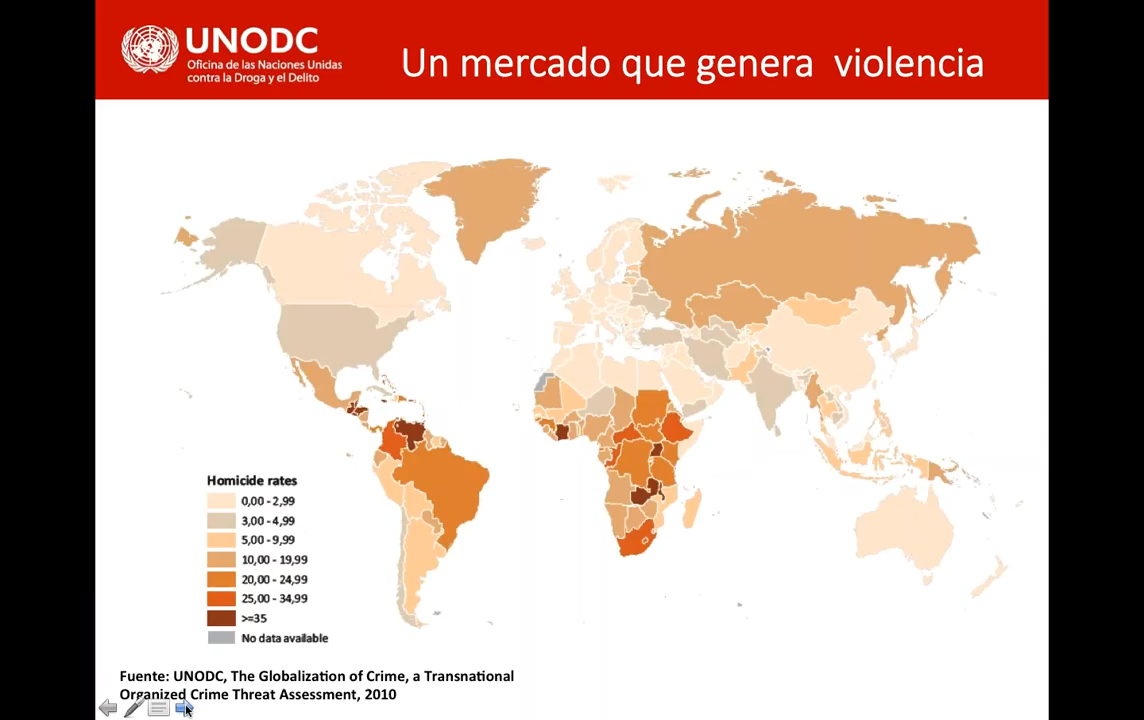 UNODC
Oficina de las Naciones Unidas
contra la Droga y el Delito
Un mercado que genera violencia
Homicide rates
0,00 - 2,99
3,00 - 4,99
5,00 - 9,99
10,00 - 19,99
20,00 - 24,99
25,00 - 34,99
>=35
No data available
Fuente: UNODC, The Globalization of Crime, a Transnational
Organized Crime Threat Assessment, 2010